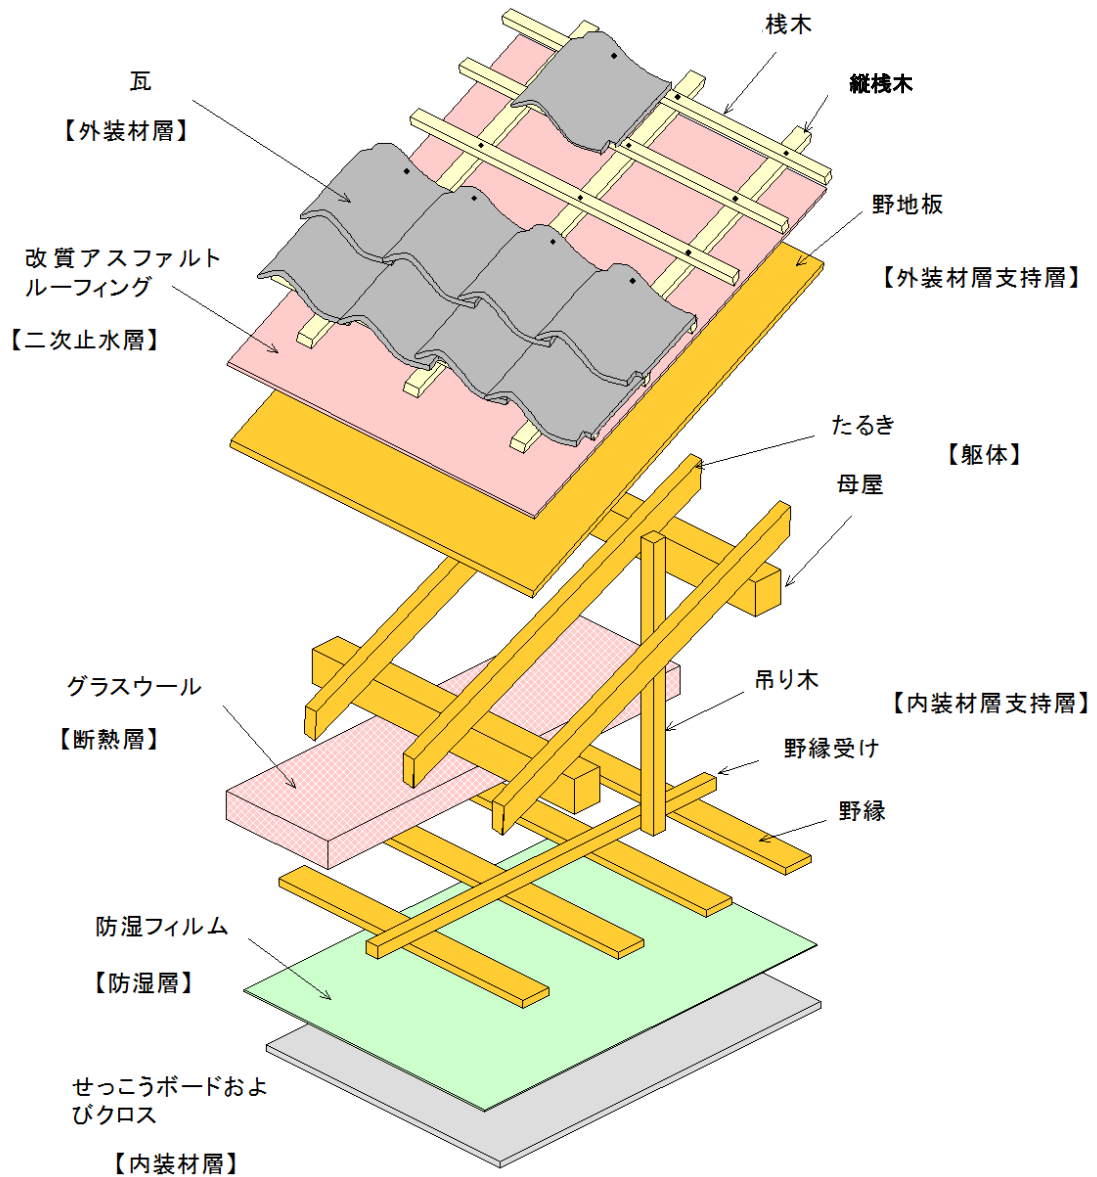 桟木
縦桟木
瓦
【外装材層】
野地板
【外装材層支持層】
改質アスファルト
ルーフィング
【二次止水層】
たるき
【躯体】
母屋
グラスウール
【断熱層】
吊り木
【内装材層支持層】
野縁受け
野縁
防湿フィルム
【防湿層】
せっこうボードおよ
びクロス
【内装材層】